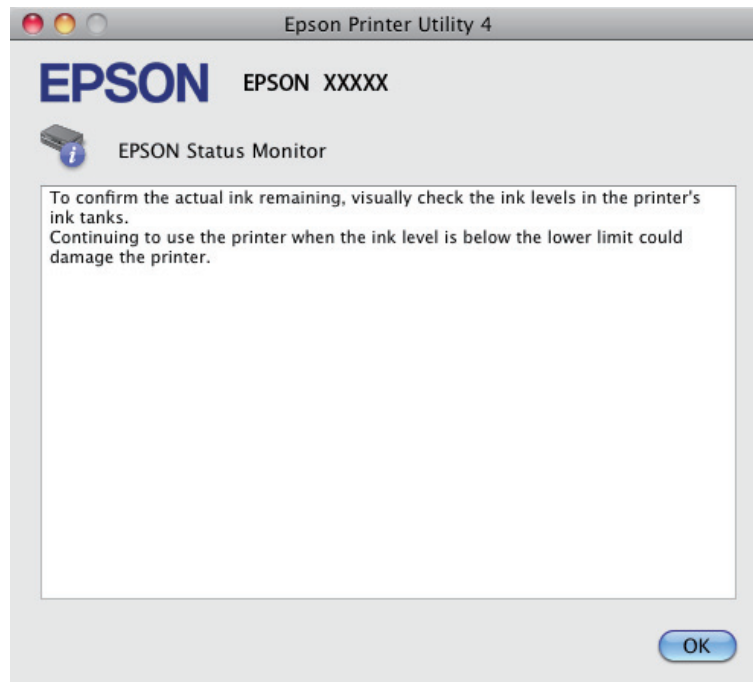 Epson Printer Utility 4
EPSON EPSON XXXXX
EPSON Status Monitor
To confirm the actual ink remaining, visually check the ink levels in the printer's
ink tanks.
Continuing to use the printer when the ink level is below the lower limit could
damage the printer.
OK